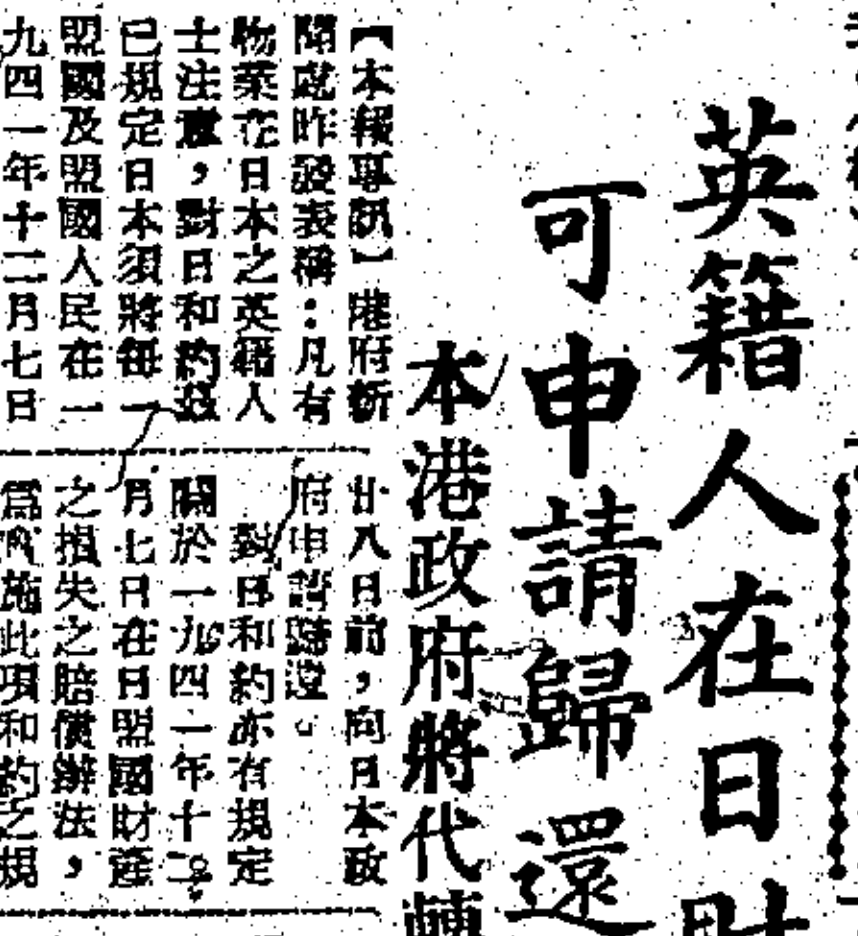 英籍人在日財
可申請歸還
本港政府將代轉
【本報專訊】港府新
聞處昨發表稱：凡有
物業在日本之英籍人
士注意，對日和約茲
已規定日本須將每一
盟國及盟國人民在一
九四一年十二月七日
廿八日前，向日本政
府申請歸還。
對日和約亦有規定
關於一九四一年十二
月七日在日盟國財產
之損失之賠償辦法，
為實施此項和約之規